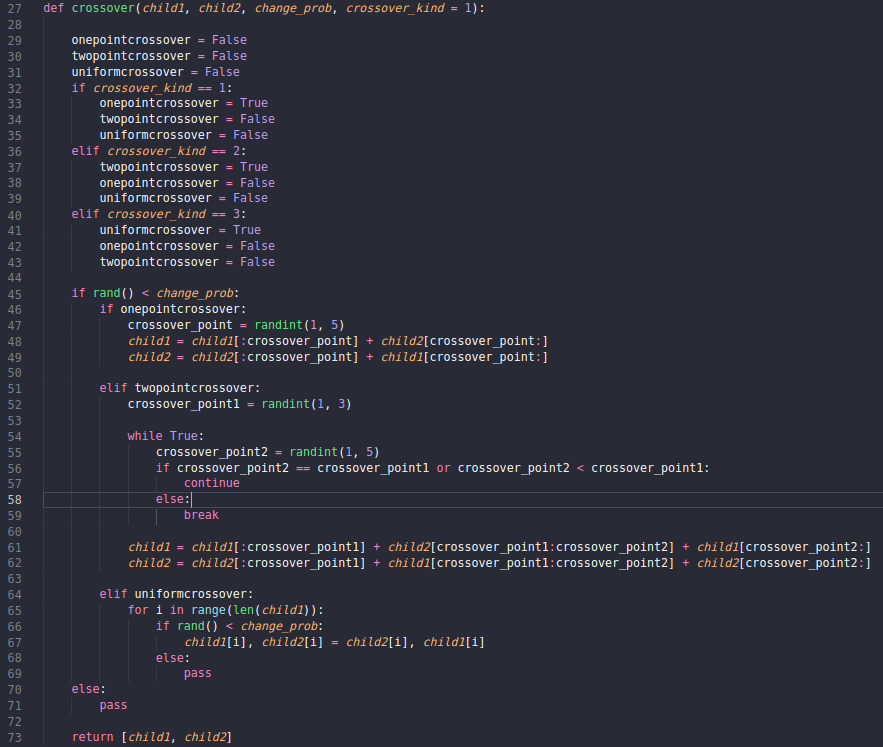 27 def crossover(child1, child2, change_prob, crossover_kind = 1):
28
29     onepointcrossover = False
30     twopointcrossover = False
31     uniformcrossover = False
32     if crossover_kind == 1:
33         onepointcrossover = True
34         twopointcrossover = False
35         uniformcrossover = False
36     elif crossover_kind == 2:
37         twopointcrossover = True
38         onepointcrossover = False
39         uniformcrossover = False
40     elif crossover_kind == 3:
41         uniformcrossover = True
42         onepointcrossover = False
43         twopointcrossover = False
44
45     if rand() < change_prob:
46         if onepointcrossover:
47             crossover_point = randint(1, 5)
48             child1 = child1[:crossover_point] + child2[crossover_point:]
49             child2 = child2[:crossover_point] + child1[crossover_point:]
50
51         elif twopointcrossover:
52             crossover_point1 = randint(1, 3)
53
54             while True:
55                 crossover_point2 = randint(1, 5)
56                 if crossover_point2 == crossover_point1 or crossover_point2 < crossover_point1:
57                     continue
58                 else:
59                     break
60
61             child1 = child1[:crossover_point1] + child2[crossover_point1:crossover_point2] + child1[crossover_point2:]
62             child2 = child2[:crossover_point1] + child1[crossover_point1:crossover_point2] + child2[crossover_point2:]
63
64         elif uniformcrossover:
65             for i in range(len(child1)):
66                 if rand() < change_prob:
67                     child1[i], child2[i] = child2[i], child1[i]
68                 else:
69                     pass
70     else:
71         pass
72
73     return [child1, child2]